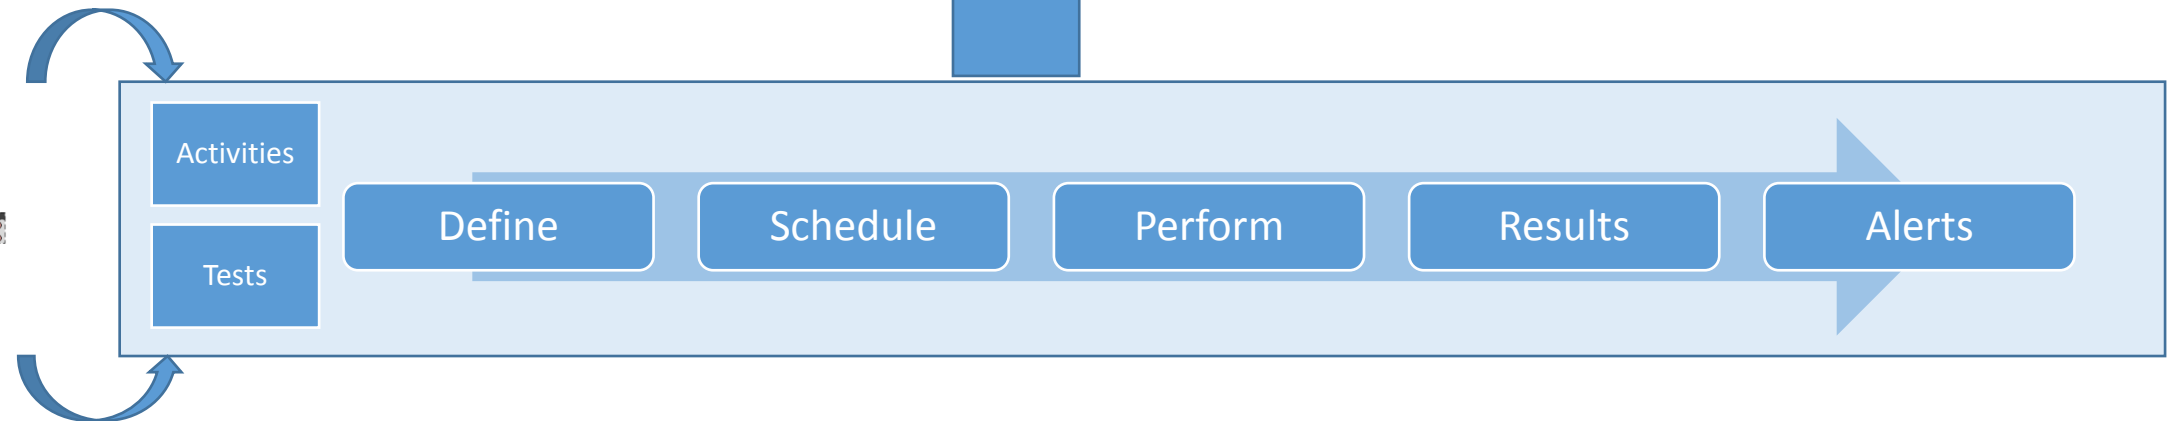 Activities
Tests
Define
Schedule
Perform
Results
Alerts